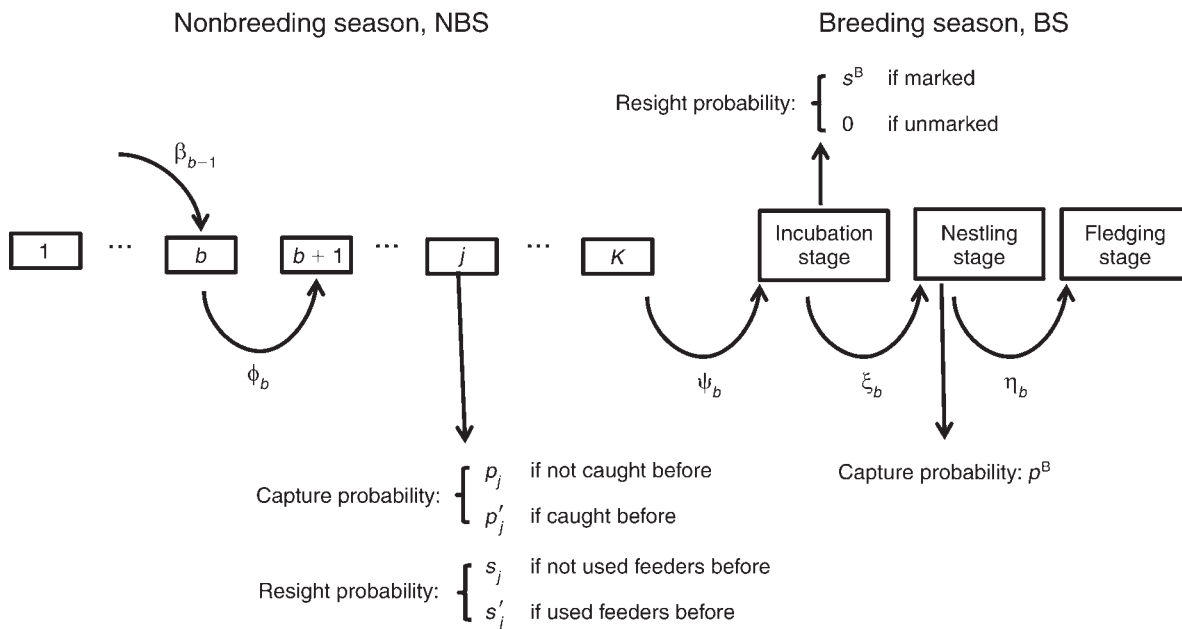 Nonbreeding season, NBS
Breeding season, BS
Resight probability:
s^B if marked
0 if unmarked
β_{b−1}
1 ... b b + 1 ... j ... K
Incubation stage
Nestling stage
Fledging stage
ϕ_b
ψ_b
ξ_b
η_b
Capture probability:
p_j if not caught before
p′_j if caught before
Capture probability: p^B
Resight probability:
s_j if not used feeders before
s′_j if used feeders before